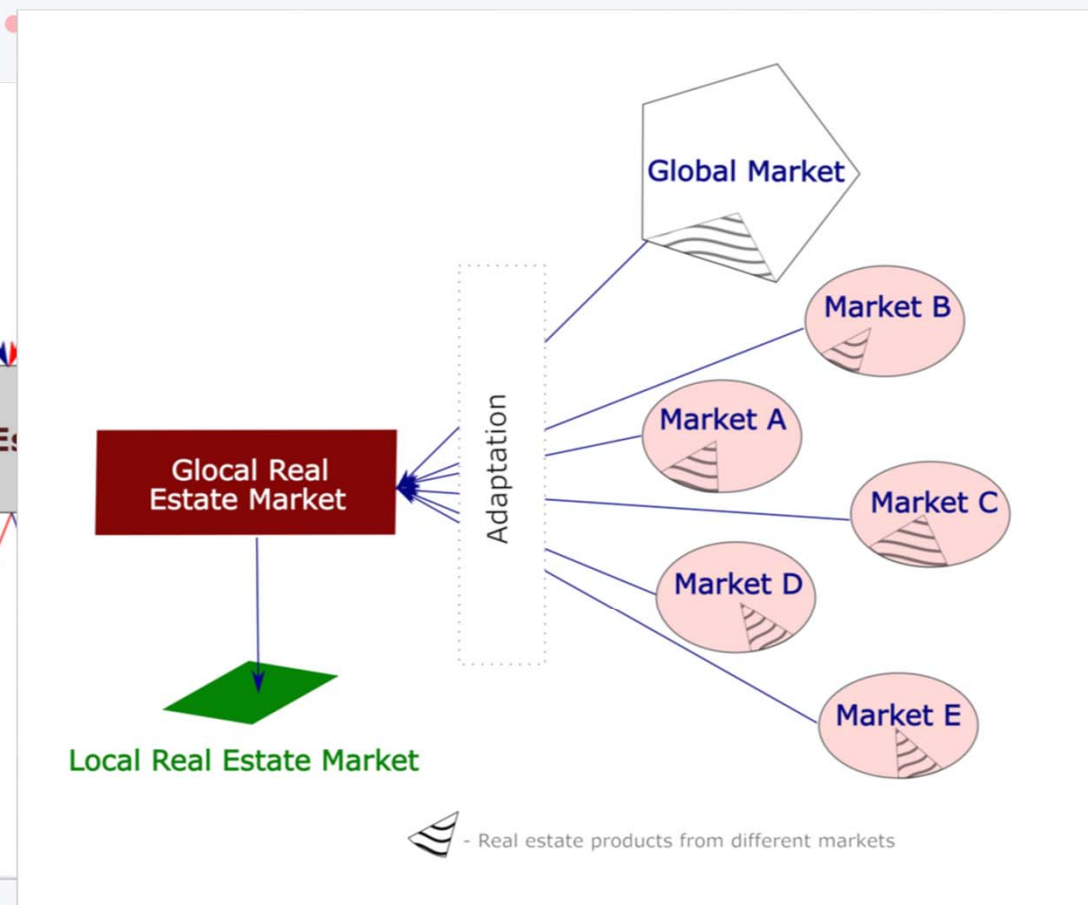 Global Market
Market B
Market A
Market C
Market D
Market E
Adaptation
Glocal Real
Estate Market
Local Real Estate Market
- Real estate products from different markets